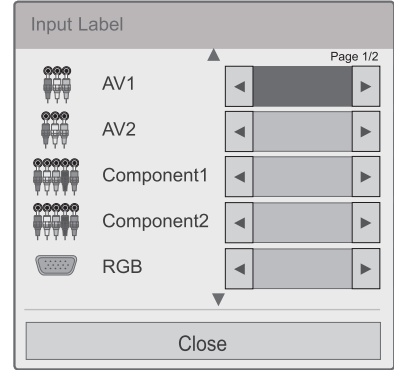 Input Label
Page 1/2
AV1
AV2
Component1
Component2
RGB
Close